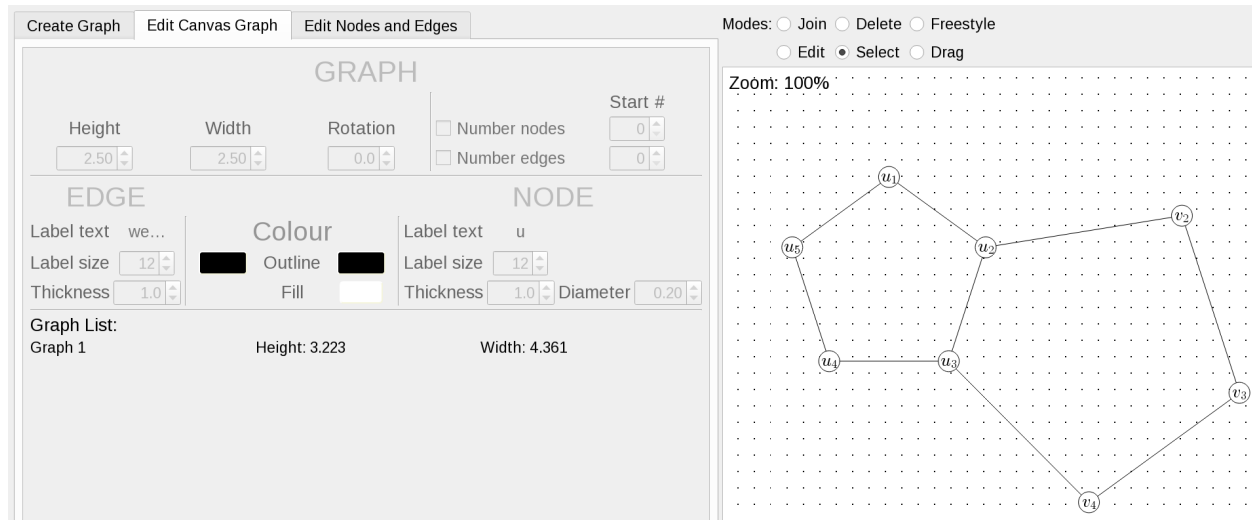 Create Graph Edit Canvas Graph Edit Nodes and Edges
GRAPH
Start #
Height Width Rotation Number nodes 0
2.50 2.50 0.0 Number edges 0
EDGE NODE
Label text we... Colour Label text u
Label size 12 Outline Label size 12
Thickness 1.0 Fill Thickness 1.0 Diameter 0.20
Graph List:
Graph 1 Height: 3.223 Width: 4.361
Modes: Join Delete Freestyle
Edit Select Drag
Zoom: 100%
u₁
v₂
u₅ u₂
u₄ u₃
v₃
v₄